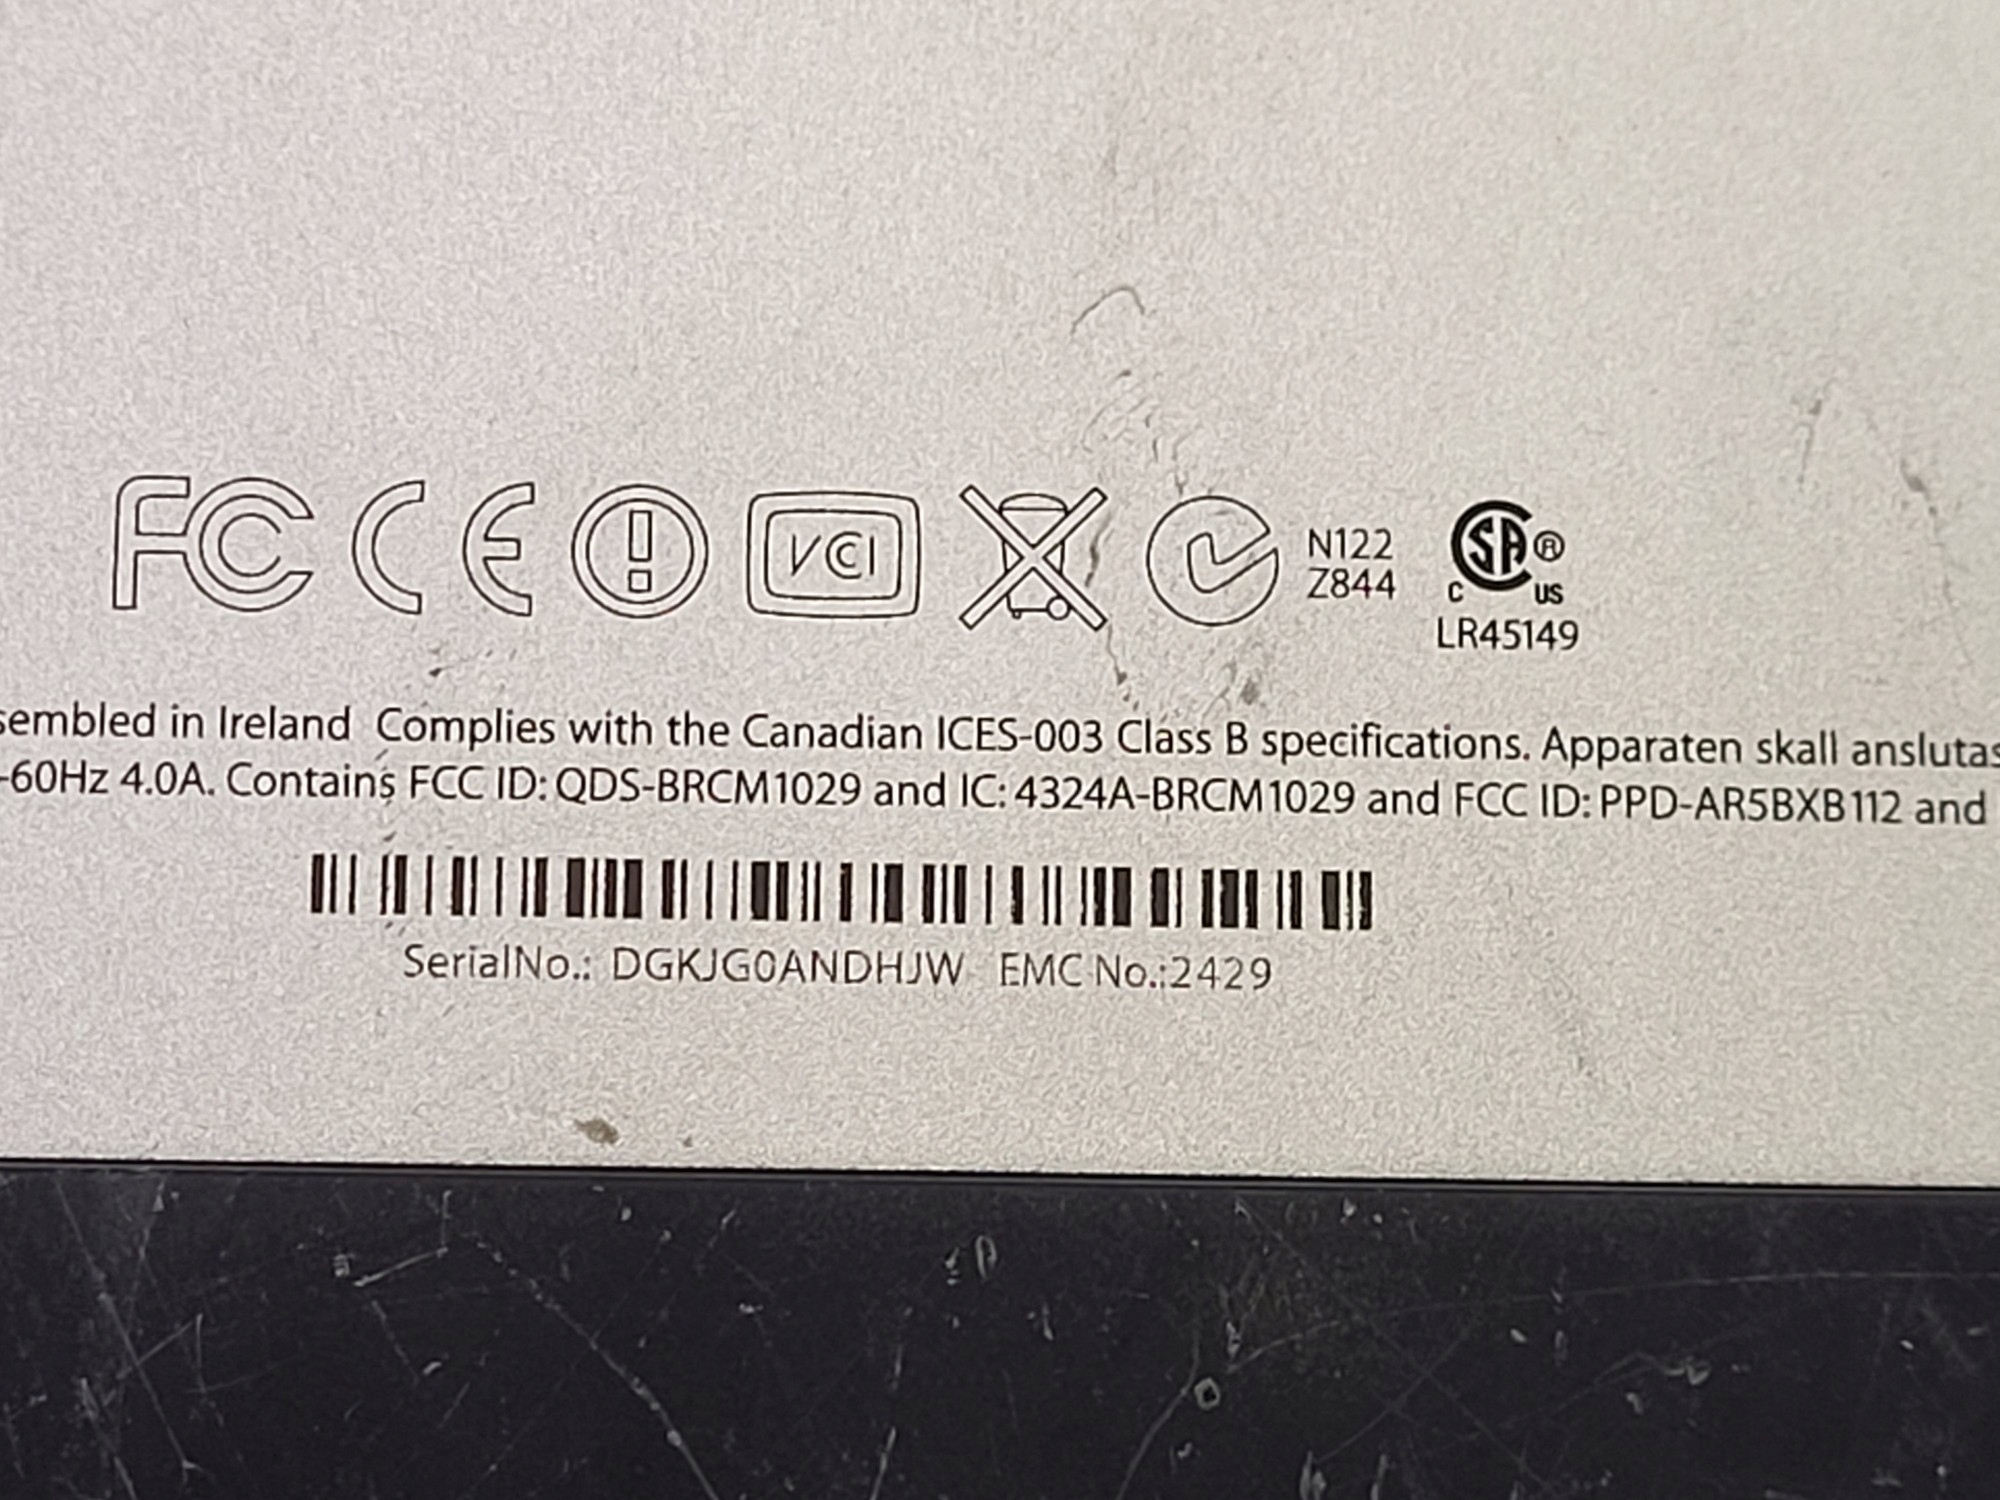 FC CE ! VCI N122
Z844
SA ®
C US
LR45149
sembled in Ireland Complies with the Canadian ICES-003 Class B specifications. Apparaten skall anslutas
-60Hz 4.0A. Contains FCC ID: QDS-BRCM1029 and IC: 4324A-BRCM1029 and FCC ID: PPD-AR5BXB112 and
SerialNo.: DGKJG0ANDHJW EMC No.:2429